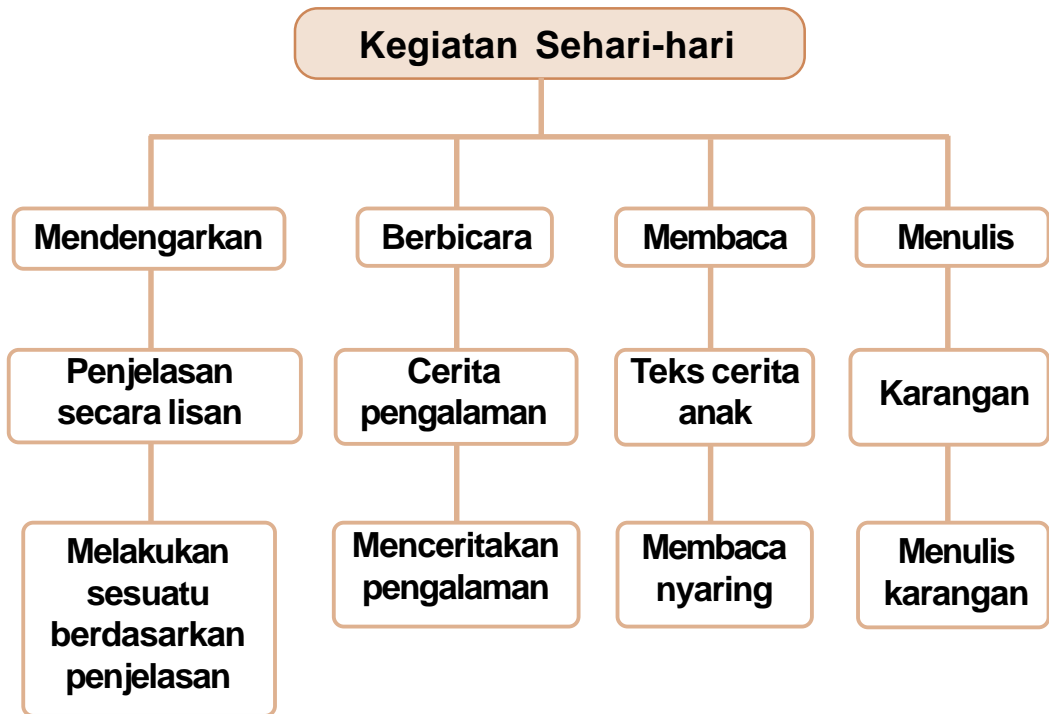 Kegiatan Sehari-hari
Mendengarkan
Berbicara
Membaca
Menulis
Penjelasan
secara lisan
Cerita
pengalaman
Teks cerita
anak
Karangan
Melakukan
sesuatu
berdasarkan
penjelasan
Menceritakan
pengalaman
Membaca
nyaring
Menulis
karangan